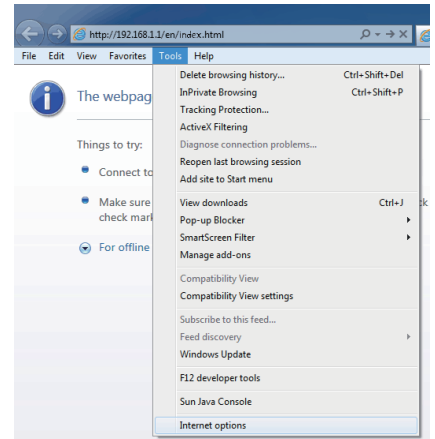 http://192.168.1.1/en/index.html
File Edit View Favorites Tools Help
The webpag
Things to try:
Connect to
Make sure
check mark
For offline
Delete browsing history... Ctrl+Shift+Del
InPrivate Browsing Ctrl+Shift+P
Tracking Protection...
ActiveX Filtering
Diagnose connection problems...
Reopen last browsing session
Add site to Start menu
View downloads Ctrl+J
Pop-up Blocker
SmartScreen Filter
Manage add-ons
Compatibility View
Compatibility View settings
Subscribe to this feed...
Feed discovery
Windows Update
F12 developer tools
Sun Java Console
Internet options